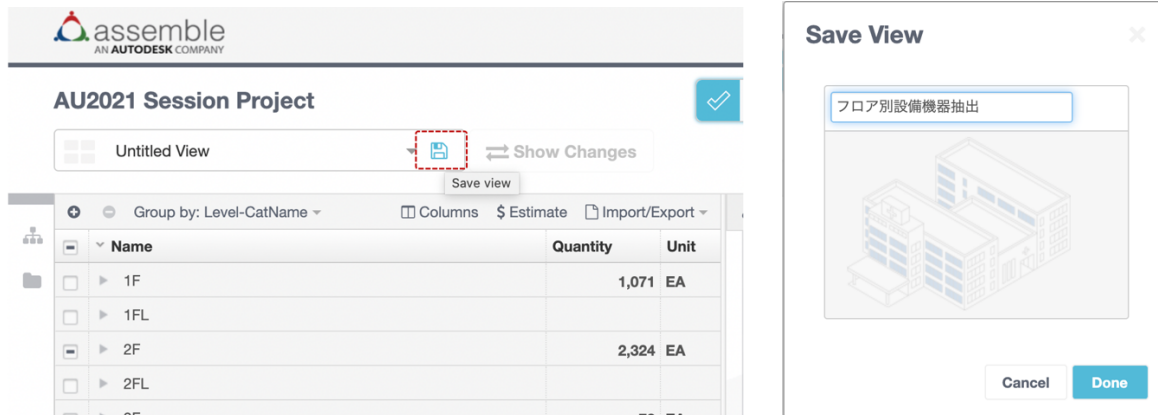 assemble
AN AUTODESK COMPANY
AU2021 Session Project
Untitled View
Show Changes
Save view
Group by: Level-CatName
Columns
$ Estimate
Import/Export
Name
Quantity
Unit
1F
1,071
EA
1FL
2F
2,324
EA
2FL
Save View
フロア別設備機器抽出
Cancel
Done